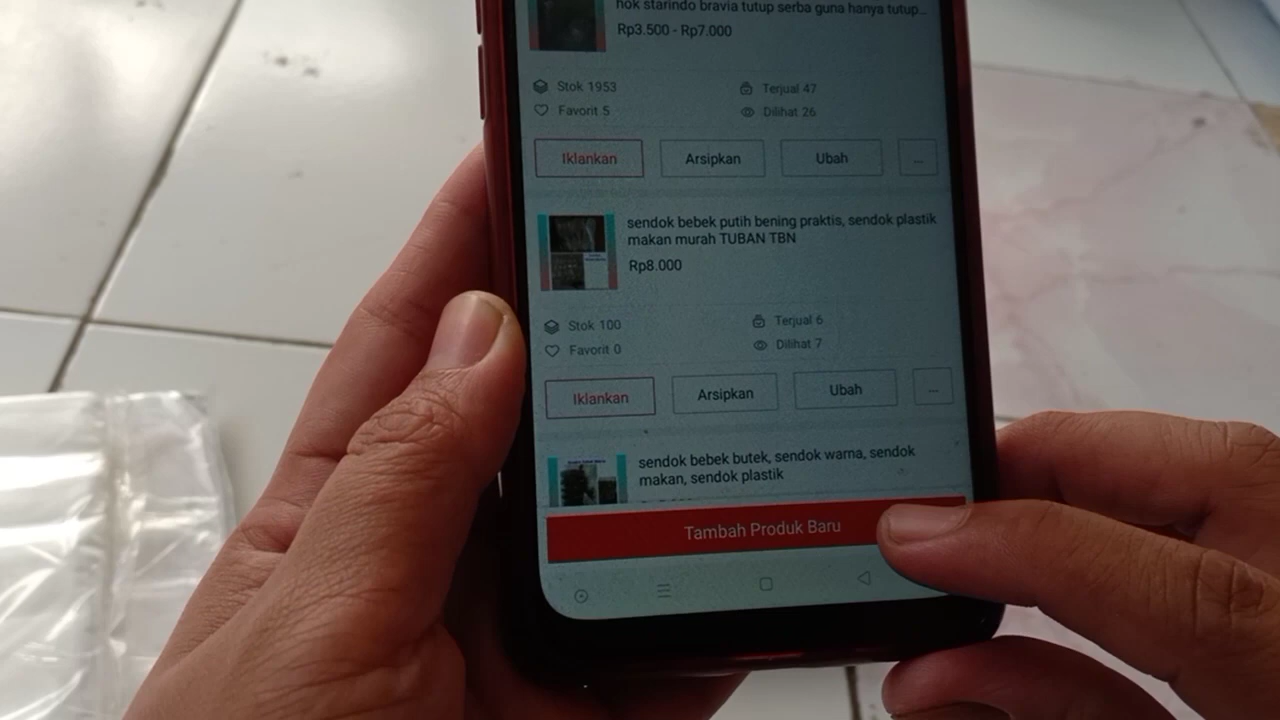 hok starindo bravia tutup serba guna hanya tutup...
Rp3.500 - Rp7.000
Stok 1953
Terjual 47
Favorit 5
Dilihat 26
Iklankan
Arsipkan
Ubah
...
sendok bebek putih bening praktis, sendok plastik
makan murah TUBAN TBN
Rp8.000
Stok 100
Terjual 6
Favorit 0
Dilihat 7
Iklankan
Arsipkan
Ubah
...
sendok bebek butek, sendok warna, sendok
makan, sendok plastik
Tambah Produk Baru